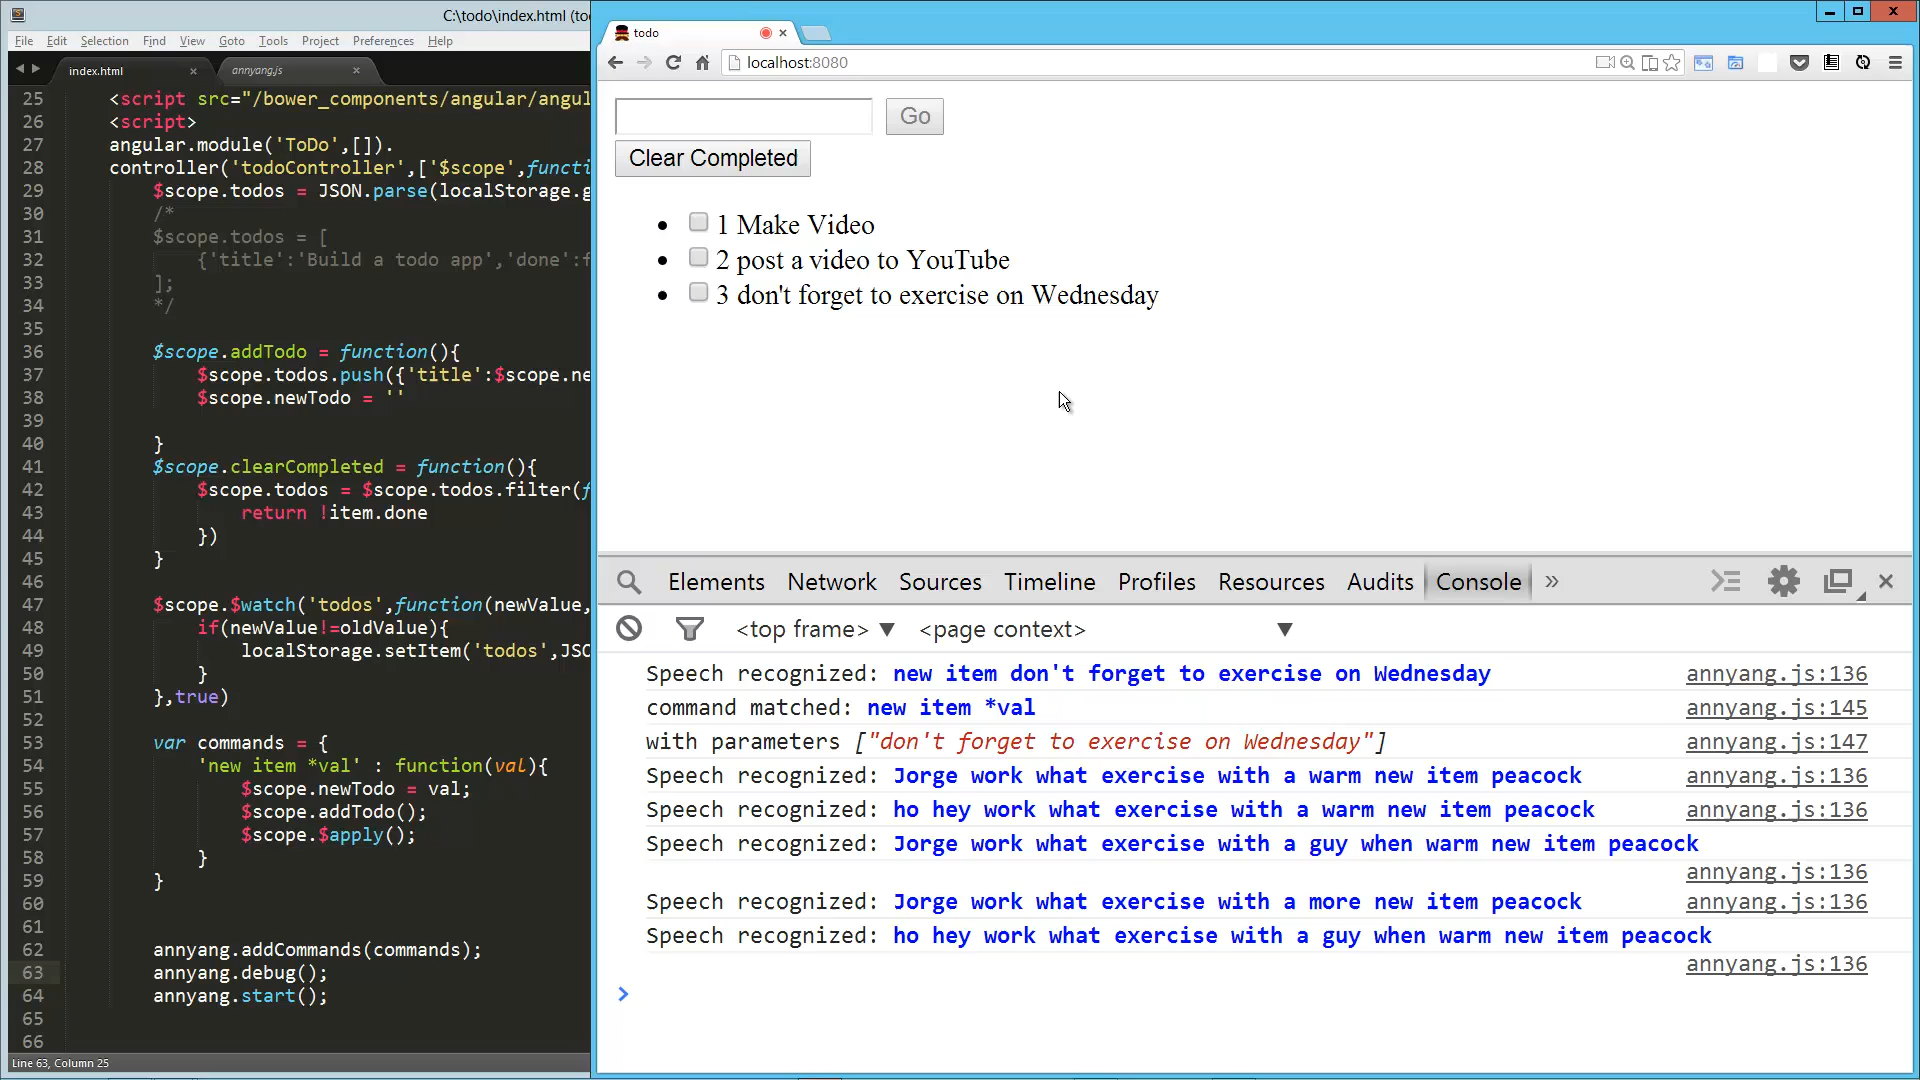 C:\todo\index.html (to
File Edit Selection Find View Goto Tools Project Preferences Help
index.html
annyang.js
25 <script src="/bower_components/angular/angul
26 <script>
27 angular.module('ToDo',[]).
28 controller('todoController',['$scope',functi
29 $scope.todos = JSON.parse(localStorage.g
30 /*
31 $scope.todos = [
32 {'title':'Build a todo app','done':f
33 ];
34 */
35
36 $scope.addTodo = function(){
37 $scope.todos.push({'title':$scope.ne
38 $scope.newTodo = ''
39
40 }
41 $scope.clearCompleted = function(){
42 $scope.todos = $scope.todos.filter(f
43 return !item.done
44 })
45 }
46
47 $scope.$watch('todos',function(newValue,
48 if(newValue!=oldValue){
49 localStorage.setItem('todos',JSO
50 }
51 },true)
52
53 var commands = {
54 'new item *val' : function(val){
55 $scope.newTodo = val;
56 $scope.addTodo();
57 $scope.$apply();
58 }
59 }
60
61
62 annyang.addCommands(commands);
63 annyang.debug();
64 annyang.start();
65
66
Line 63, Column 25
todo
localhost:8080
Go
Clear Completed
1 Make Video
2 post a video to YouTube
3 don't forget to exercise on Wednesday
Elements Network Sources Timeline Profiles Resources Audits Console »
<top frame> ▼ <page context> ▼
Speech recognized: new item don't forget to exercise on Wednesday annyang.js:136
command matched: new item *val annyang.js:145
with parameters ["don't forget to exercise on Wednesday"] annyang.js:147
Speech recognized: Jorge work what exercise with a warm new item peacock annyang.js:136
Speech recognized: ho hey work what exercise with a warm new item peacock annyang.js:136
Speech recognized: Jorge work what exercise with a guy when warm new item peacock
annyang.js:136
Speech recognized: Jorge work what exercise with a more new item peacock annyang.js:136
Speech recognized: ho hey work what exercise with a guy when warm new item peacock
annyang.js:136